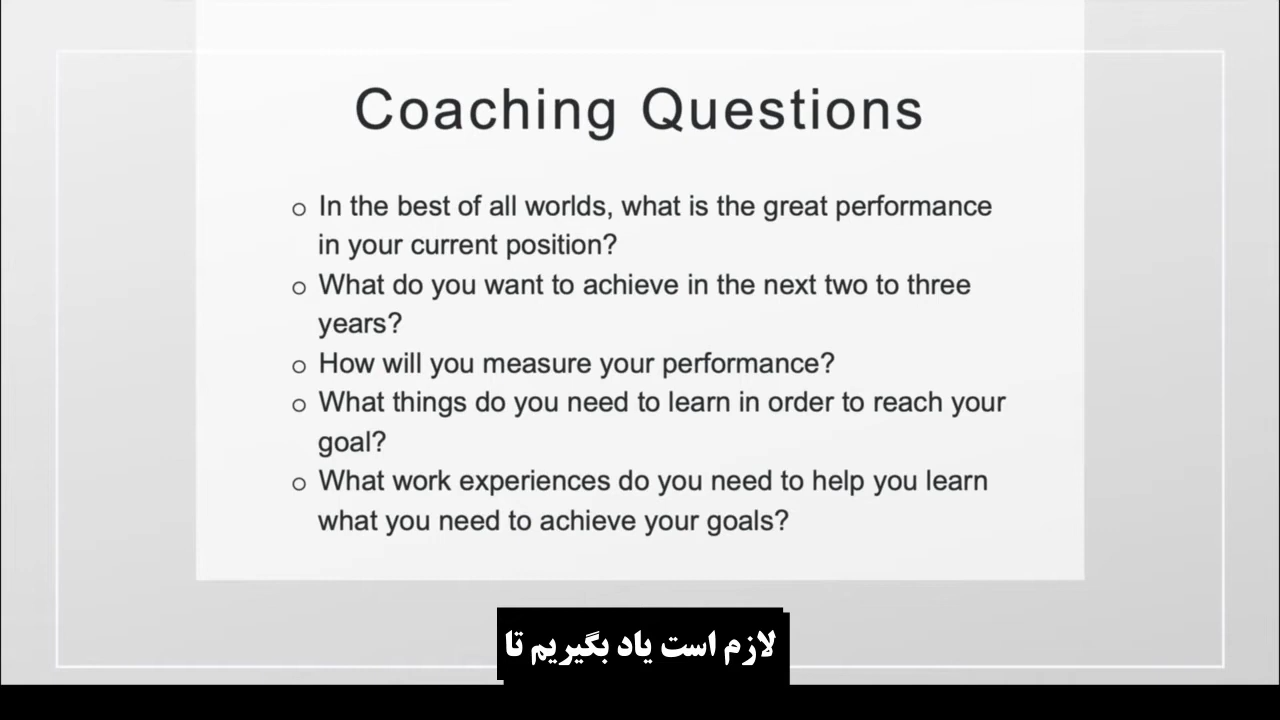 Coaching Questions
o In the best of all worlds, what is the great performance
in your current position?
o What do you want to achieve in the next two to three
years?
o How will you measure your performance?
o What things do you need to learn in order to reach your
goal?
o What work experiences do you need to help you learn
what you need to achieve your goals?
لازم است یاد بگیریم تا